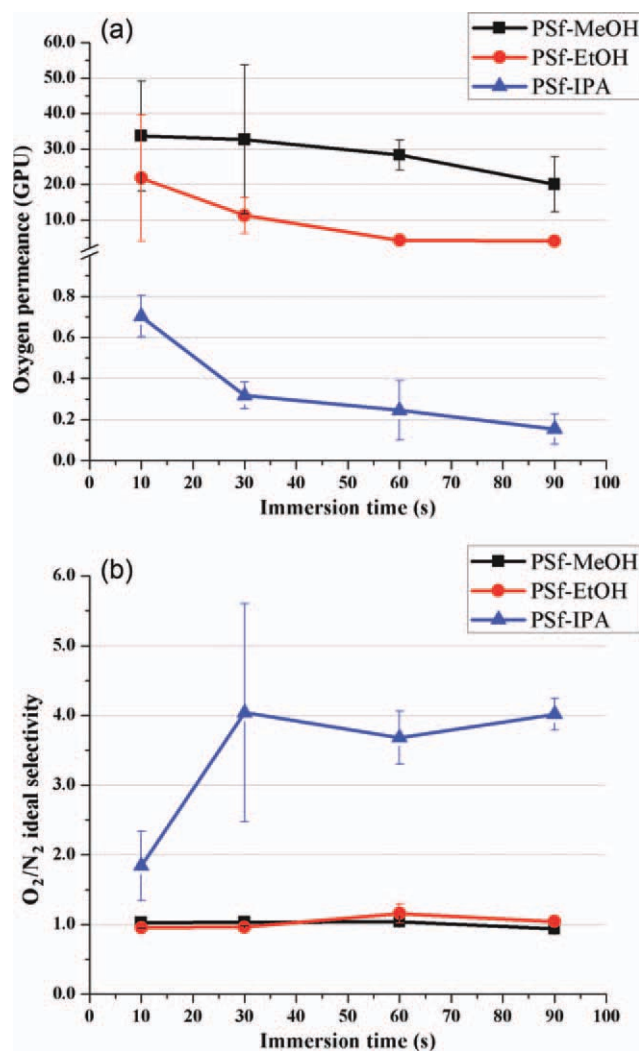 (a)
PSf-MeOH
PSf-EtOH
PSf-IPA
Oxygen permeance (GPU)
60.0
50.0
40.0
30.0
20.0
10.0
0.8
0.6
0.4
0.2
0.0
0 10 20 30 40 50 60 70 80 90 100
Immersion time (s)
(b)
PSf-MeOH
PSf-EtOH
PSf-IPA
O₂/N₂ ideal selectivity
6.0
5.0
4.0
3.0
2.0
1.0
0.0
0 10 20 30 40 50 60 70 80 90 100
Immersion time (s)